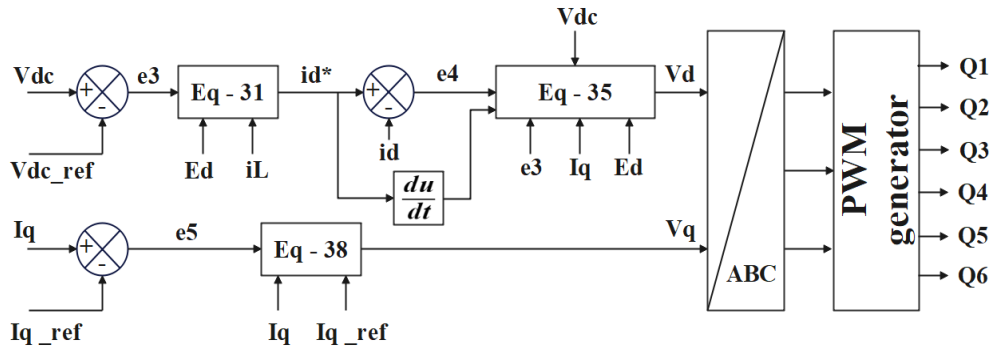 Vdc
Vdc
e3
id*
e4
Vd
Q1
+
-
Eq - 31
+
-
Eq - 35
Q2
Vdc_ref
Ed
iL
id
e3
Iq
Ed
Q3
du
dt
PWM
generator
Q4
Iq
e5
Vq
Q5
+
-
Eq - 38
ABC
Q6
Iq _ref
Iq
Iq _ref